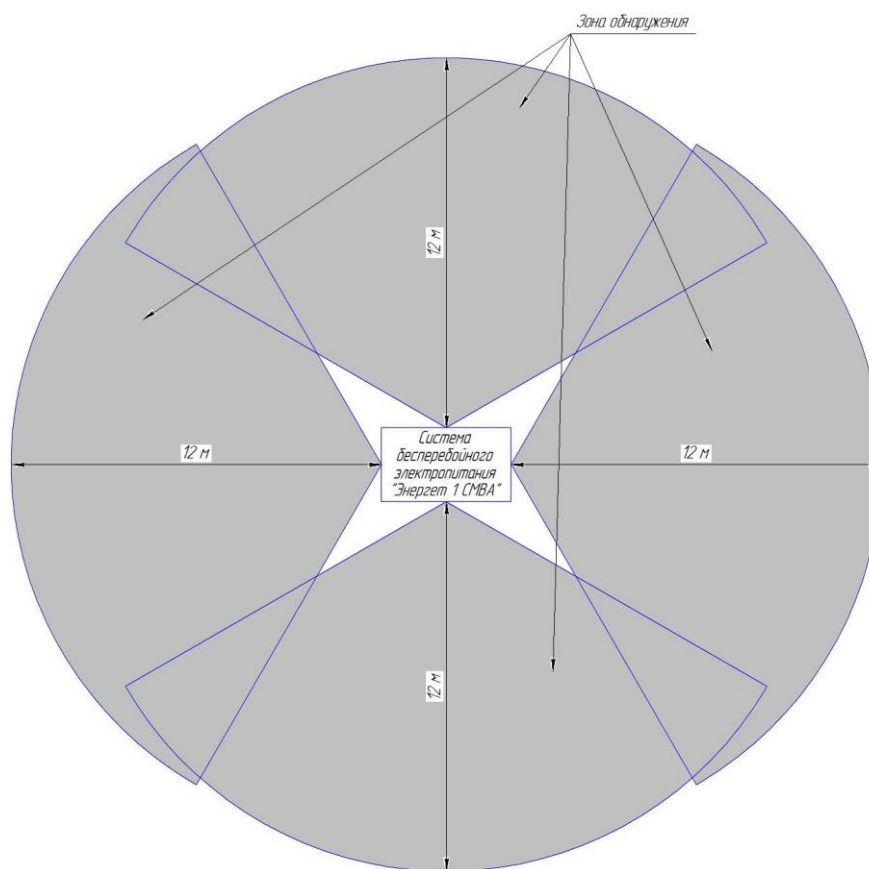 Зона обнаружения
12 м
12 м
Система
бесперебойного
электропитания
"Энергет 1 СМВА"
12 м
12 м